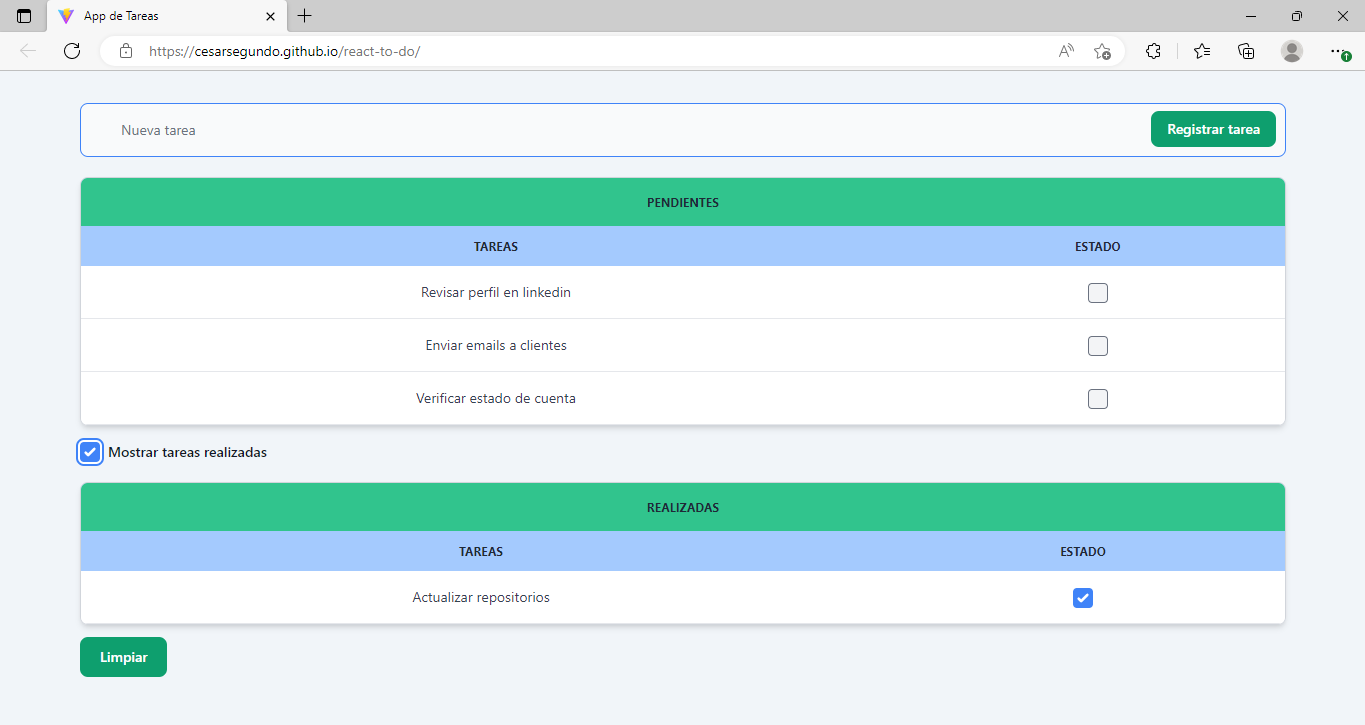 App de Tareas
https://cesarsegundo.github.io/react-to-do/
Nueva tarea
Registrar tarea
PENDIENTES
TAREAS ESTADO
Revisar perfil en linkedin
Enviar emails a clientes
Verificar estado de cuenta
Mostrar tareas realizadas
REALIZADAS
TAREAS ESTADO
Actualizar repositorios
Limpiar